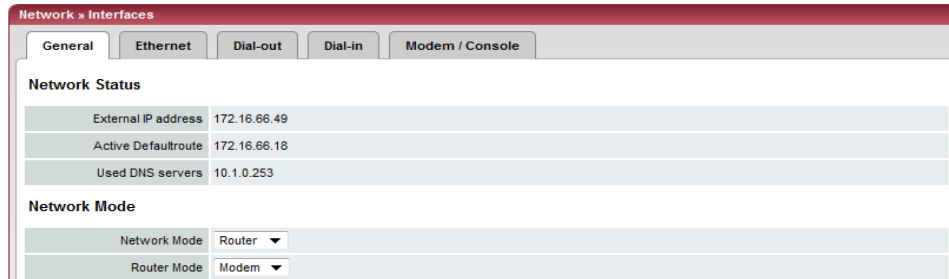 Network » Interfaces
General Ethernet Dial-out Dial-in Modem / Console
Network Status
External IP address 172.16.66.49
Active Defaultroute 172.16.66.18
Used DNS servers 10.1.0.253
Network Mode
Network Mode Router
Router Mode Modem